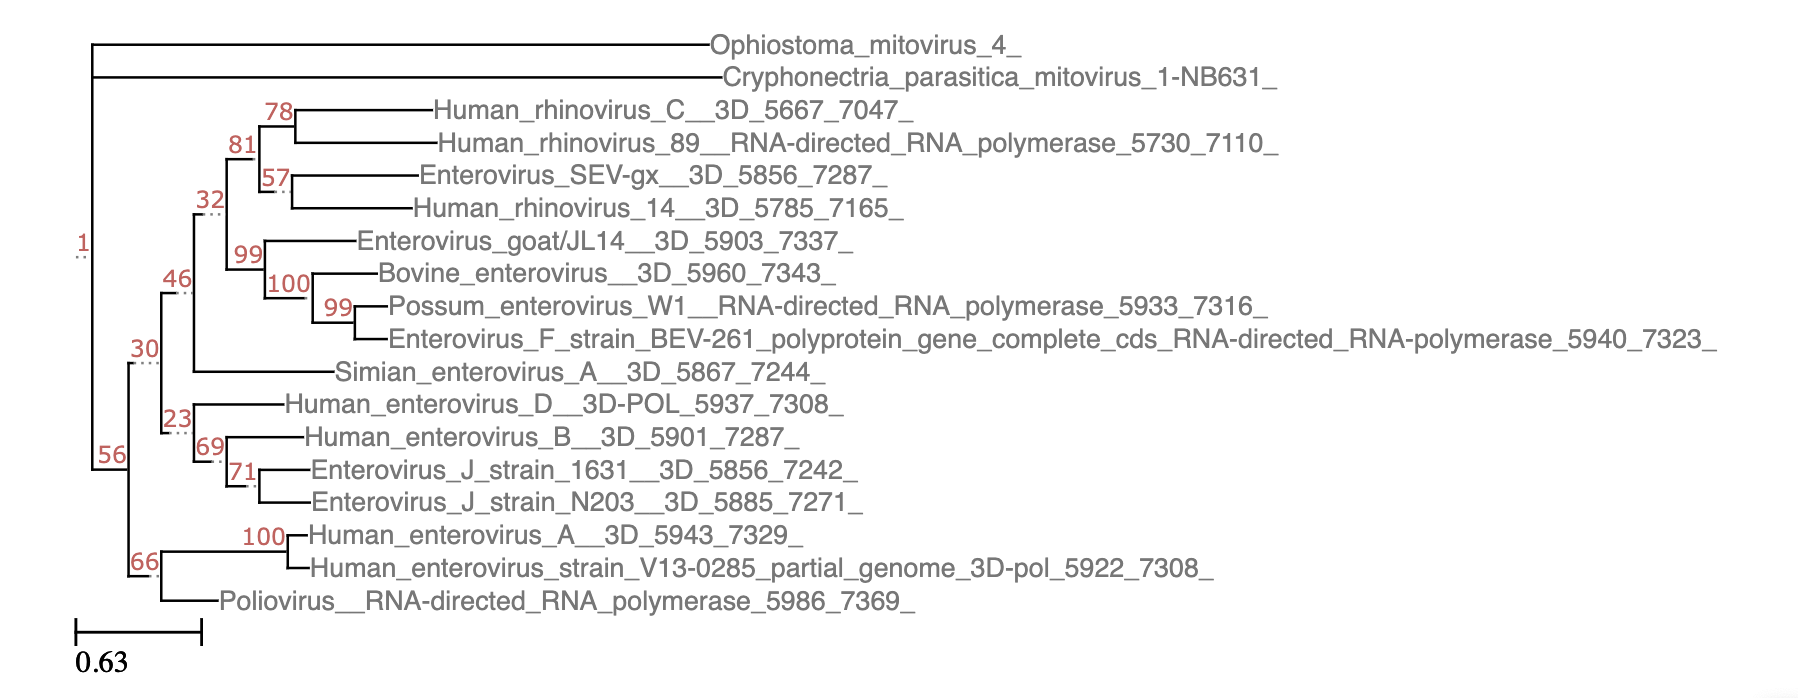 Ophiostoma_mitovirus_4_
1
Cryphonectria_parasitica_mitovirus_1-NB631_
78
Human_rhinovirus_C__3D_5667_7047_
81
Human_rhinovirus_89__RNA-directed_RNA_polymerase_5730_7110_
57
Enterovirus_SEV-gx__3D_5856_7287_
32
Human_rhinovirus_14__3D_5785_7165_
99
Enterovirus_goat/JL14__3D_5903_7337_
46
100
Bovine_enterovirus__3D_5960_7343_
99
Possum_enterovirus_W1__RNA-directed_RNA_polymerase_5933_7316_
Enterovirus_F_strain_BEV-261_polyprotein_gene_complete_cds_RNA-directed_RNA-polymerase_5940_7323_
30
Simian_enterovirus_A__3D_5867_7244_
23
Human_enterovirus_D__3D-POL_5937_7308_
69
Human_enterovirus_B__3D_5901_7287_
56
71
Enterovirus_J_strain_1631__3D_5856_7242_
Enterovirus_J_strain_N203__3D_5885_7271_
100
Human_enterovirus_A__3D_5943_7329_
66
Human_enterovirus_strain_V13-0285_partial_genome_3D-pol_5922_7308_
Poliovirus__RNA-directed_RNA_polymerase_5986_7369_
0.63